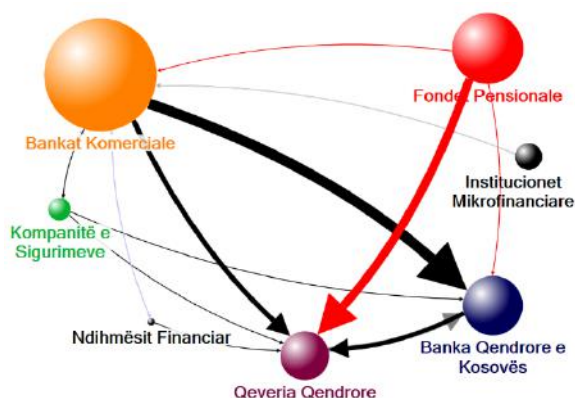 Fondet Pensionale
Bankat Komerciale
Institucionet
Mikrofinanciare
Kompanitë e
Sigurimeve
Ndihmësit Financiar
Banka Qendrore e
Kosovës
Qeveria Qendrore